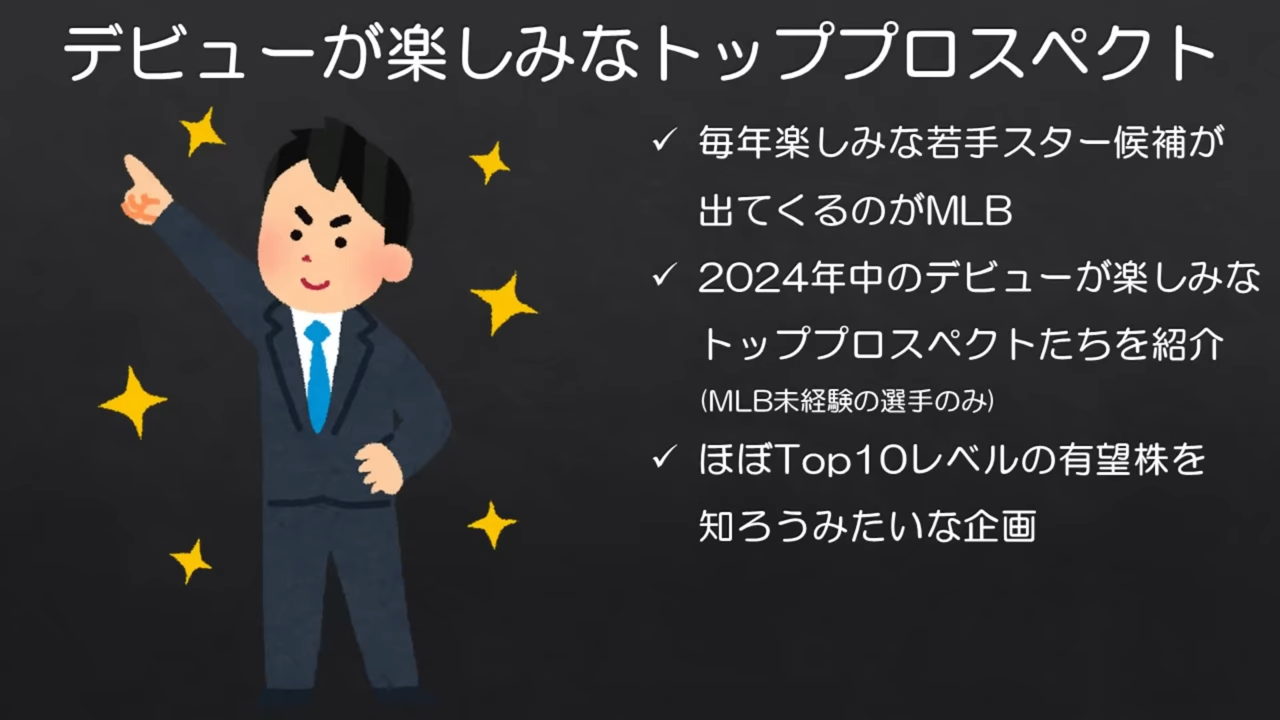 デビューが楽しみなトッププロスペクト
✓ 毎年楽しみな若手スター候補が
出てくるのがMLB
✓ 2024年中のデビューが楽しみな
トッププロスペクトたちを紹介
(MLB未経験の選手のみ)
✓ ほぼTop10レベルの有望株を
知ろうみたいな企画